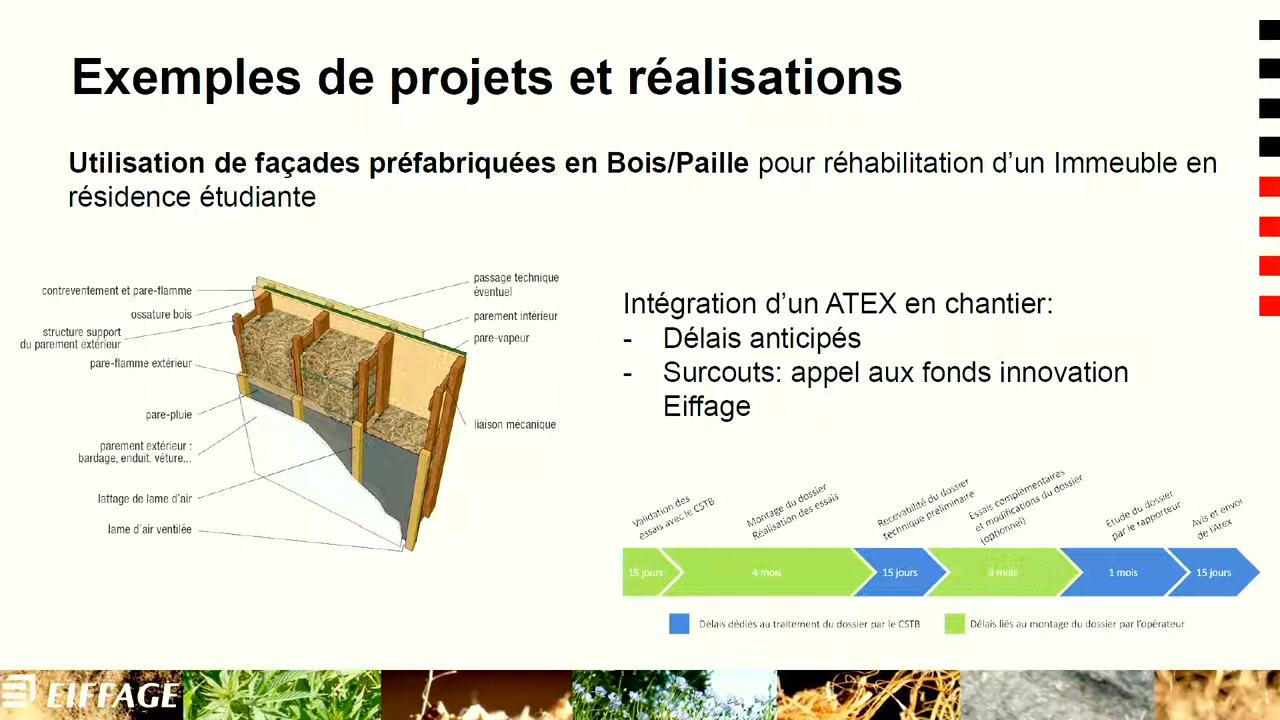 Exemples de projets et réalisations
Utilisation de façades préfabriquées en Bois/Paille pour réhabilitation d’un Immeuble en
résidence étudiante
contreventement et pare-flamme
ossature bois
structure support
du parement extérieur
pare-flamme extérieur
pare-pluie
parement extérieur :
bardage, enduit, vêture...
lattage de lame d’air
lame d’air ventilée
passage technique
éventuel
parement intérieur
pare-vapeur
liaison mécanique
Intégration d’un ATEX en chantier:
- Délais anticipés
- Surcouts: appel aux fonds innovation
Eiffage
Validation des
essais avec le CSTB
Montage du dossier
Réalisation des essais
Recevabilité du dossier
technique préliminaire
Essais complémentaires
et modifications du dossier
(optionnel)
Etude du dossier
par le rapporteur
Avis et envoi
de l’Atex
15 jours
4 mois
15 jours
3 mois
1 mois
15 jours
Délais dédiés au traitement du dossier par le CSTB
Délais liés au montage du dossier par l’opérateur
EIFFAGE